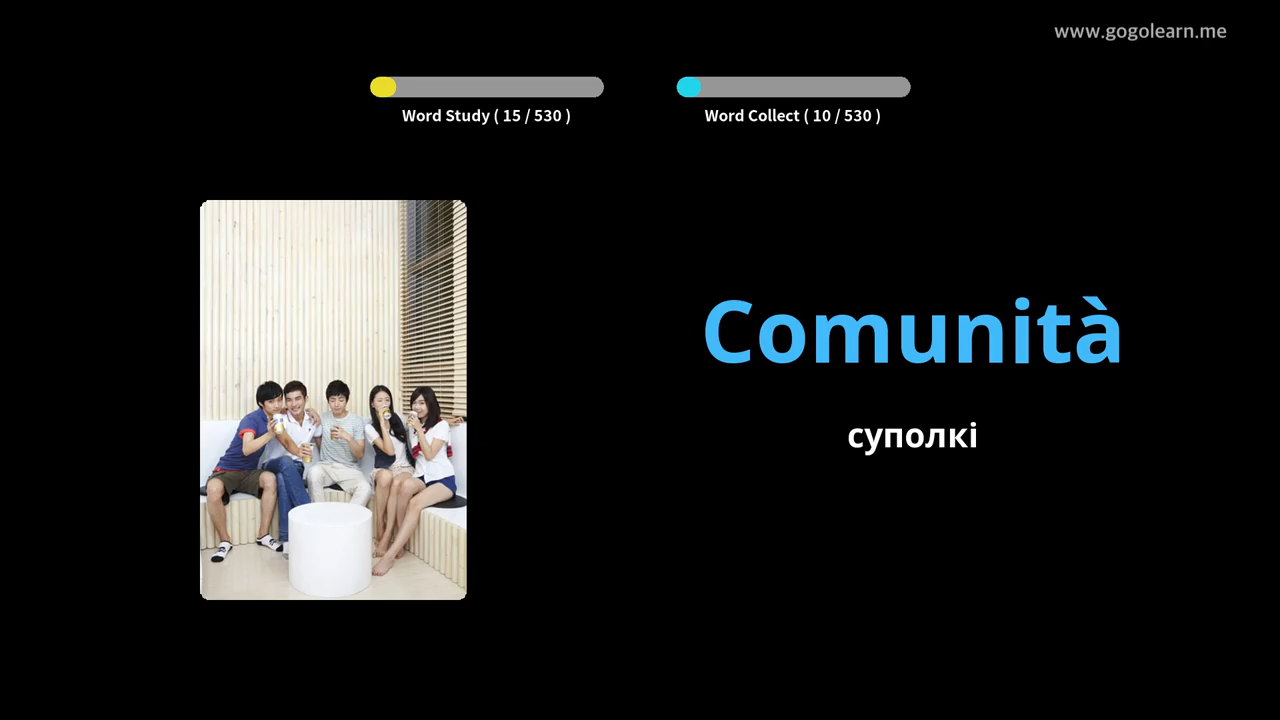 www.gogolearn.me
Word Study ( 15 / 530 )
Word Collect ( 10 / 530 )
Comunità
суполкі